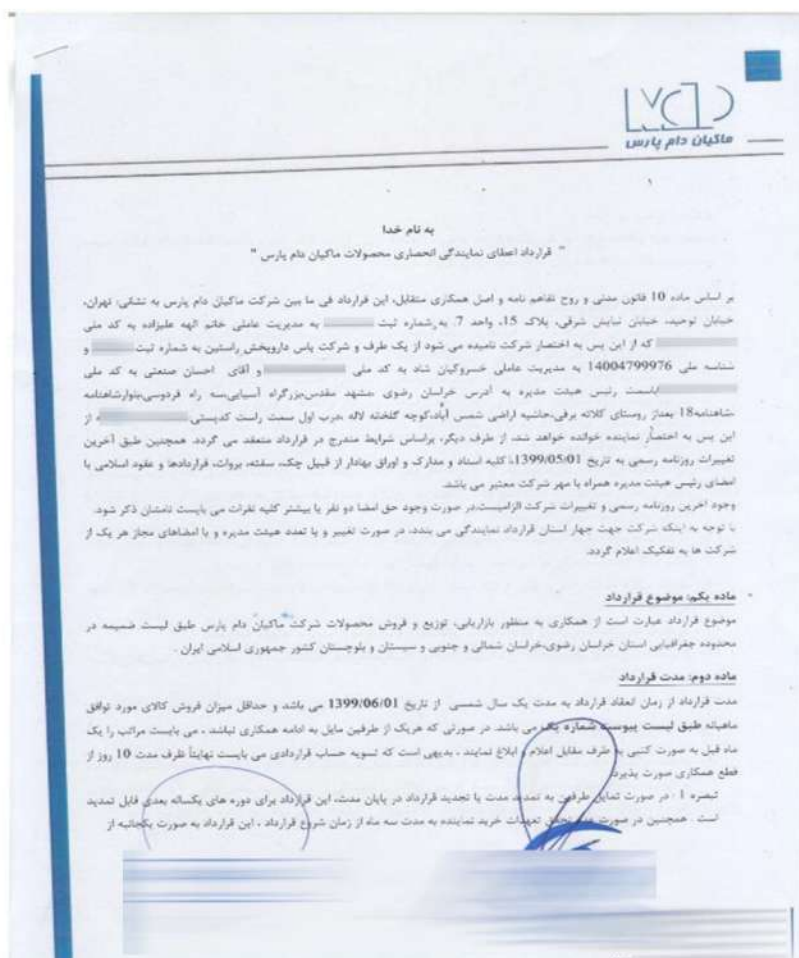 ماکیان دام پارس
به نام خدا
" قرارداد اعطای نمایندگی انحصاری محصولات ماکیان دام پارس "
بر اساس ماده 10 قانون مدنی و روح تفاهم نامه و اصل همکاری متقابل، این قرارداد فی ما بین شرکت ماکیان دام پارس به نشانی: تهران،
خیابان توحید، خیابان نیایش شرقی، پلاک 15، واحد 7. به شماره ثبت به مدیریت عاملی خانم الهه علیزاده به کد ملی
که از این پس به اختصار شرکت نامیده می شود از یک طرف و شرکت پاس داروپخش راستین به شماره ثبت و
شناسه ملی 14004799976 به مدیریت عاملی خسروکیان شاد به کد ملی و آقای احسان صنعتی به کد ملی
باسمت رئیس هیئت مدیره به آدرس خراسان رضوی ،مشهد مقدس،بزرگراه آسیایی،سه راه فردوسی،بلوارشاهنامه
،شاهنامه18 بعداز روستای کلاته برفی،حاشیه اراضی شمس آباد،کوچه گلخانه لاله ،درب اول سمت راست کدپستی از
این پس به اختصار نماینده خوانده خواهد شد، از طرف دیگر، براساس شرایط مندرج در قرارداد منعقد می گردد. همچنین طبق آخرین
تغییرات روزنامه رسمی به تاریخ 1399/05/01، کلیه اسناد و مدارک و اوراق بهادار از قبیل چک، سفته، بروات، قراردادها و عقود اسلامی با
امضای رئیس هیئت مدیره همراه با مهر شرکت معتبر می باشد.
وجود آخرین روزنامه رسمی و تغییرات شرکت الزامیست،در صورت وجود حق امضا دو نفر یا بیشتر کلیه نفرات می بایست نامشان ذکر شود.
با توجه به اینکه شرکت جهت چهار استان قرارداد نمایندگی می بندد، در صورت تغییر و یا تعدد هیئت مدیره و یا امضاهای مجاز هر یک از
شرکت ها به تفکیک اعلام گردد.
ماده یکم: موضوع قرارداد
موضوع قرارداد عبارت است از همکاری به منظور بازاریابی، توزیع و فروش محصولات شرکت ماکیان دام پارس طبق لیست ضمیمه در
محدوده جغرافیایی استان خراسان رضوی،خراسان شمالی و جنوبی و سیستان و بلوچستان کشور جمهوری اسلامی ایران .
ماده دوم: مدت قرارداد
مدت قرارداد از زمان انعقاد قرارداد به مدت یک سال شمسی از تاریخ 1399/06/01 می باشد و حداقل میزان فروش کالای مورد توافق
ماهیانه طبق لیست پیوست شماره یک می باشد. در صورتی که هریک از طرفین مایل به ادامه همکاری نباشد ، می بایست مراتب را یک
ماه قبل به صورت کتبی به طرف مقابل اعلام و ابلاغ نمایند ، بدیهی است که تسویه حساب قراردادی می بایست نهایتاً ظرف مدت 10 روز از
قطع همکاری صورت پذیرد.
تبصره 1 : در صورت تمایل طرفین به تمدید مدت یا تجدید قرارداد در پایان مدت، این قرارداد برای دوره های یکساله بعدی قابل تمدید
است . همچنین در صورت تحقق تعهدات خرید نماینده به مدت سه ماه از زمان شروع قرارداد ، این قرارداد به صورت یکجانبه از